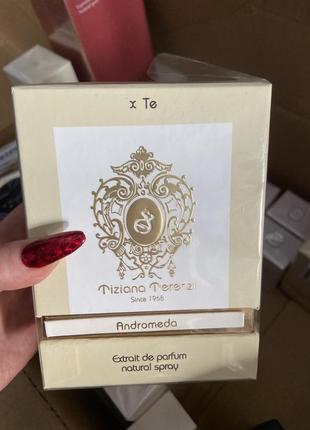 x Te
Tiziana Terenzi
Since 1968
Andromeda
Extrait de parfum
natural spray